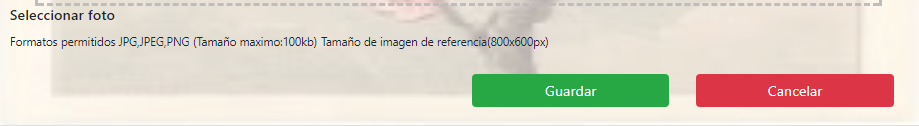 Seleccionar foto
Formatos permitidos JPG,JPEG,PNG (Tamaño maximo:100kb) Tamaño de imagen de referencia(800x600px)
Guardar Cancelar